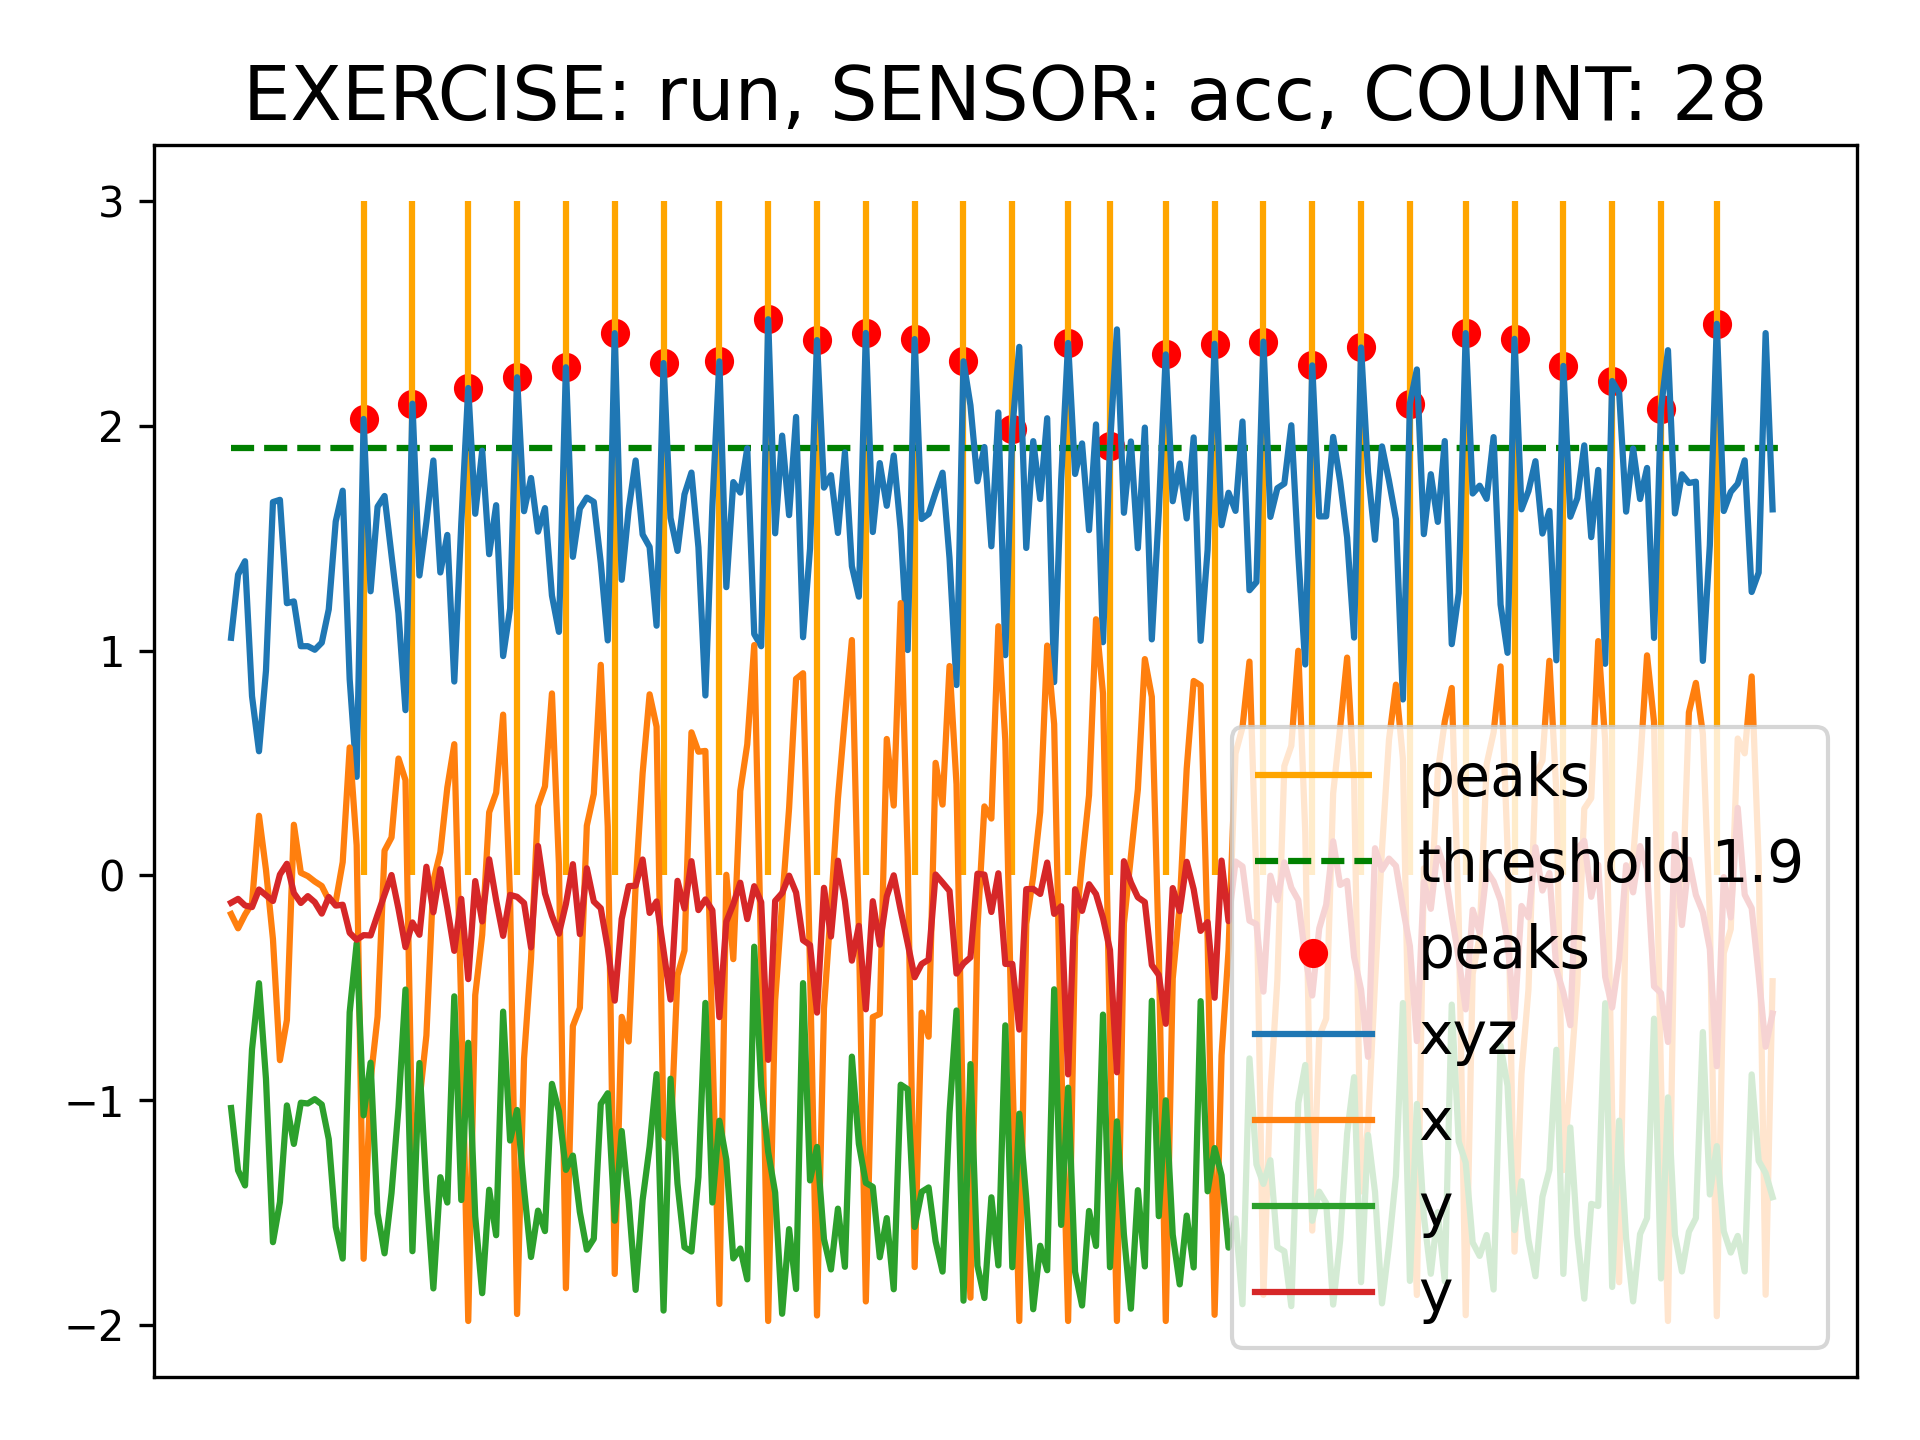 EXERCISE: run, SENSOR: acc, COUNT: 28
3
2
1
0
−1
−2
peaks
threshold 1.9
peaks
xyz
x
y
y